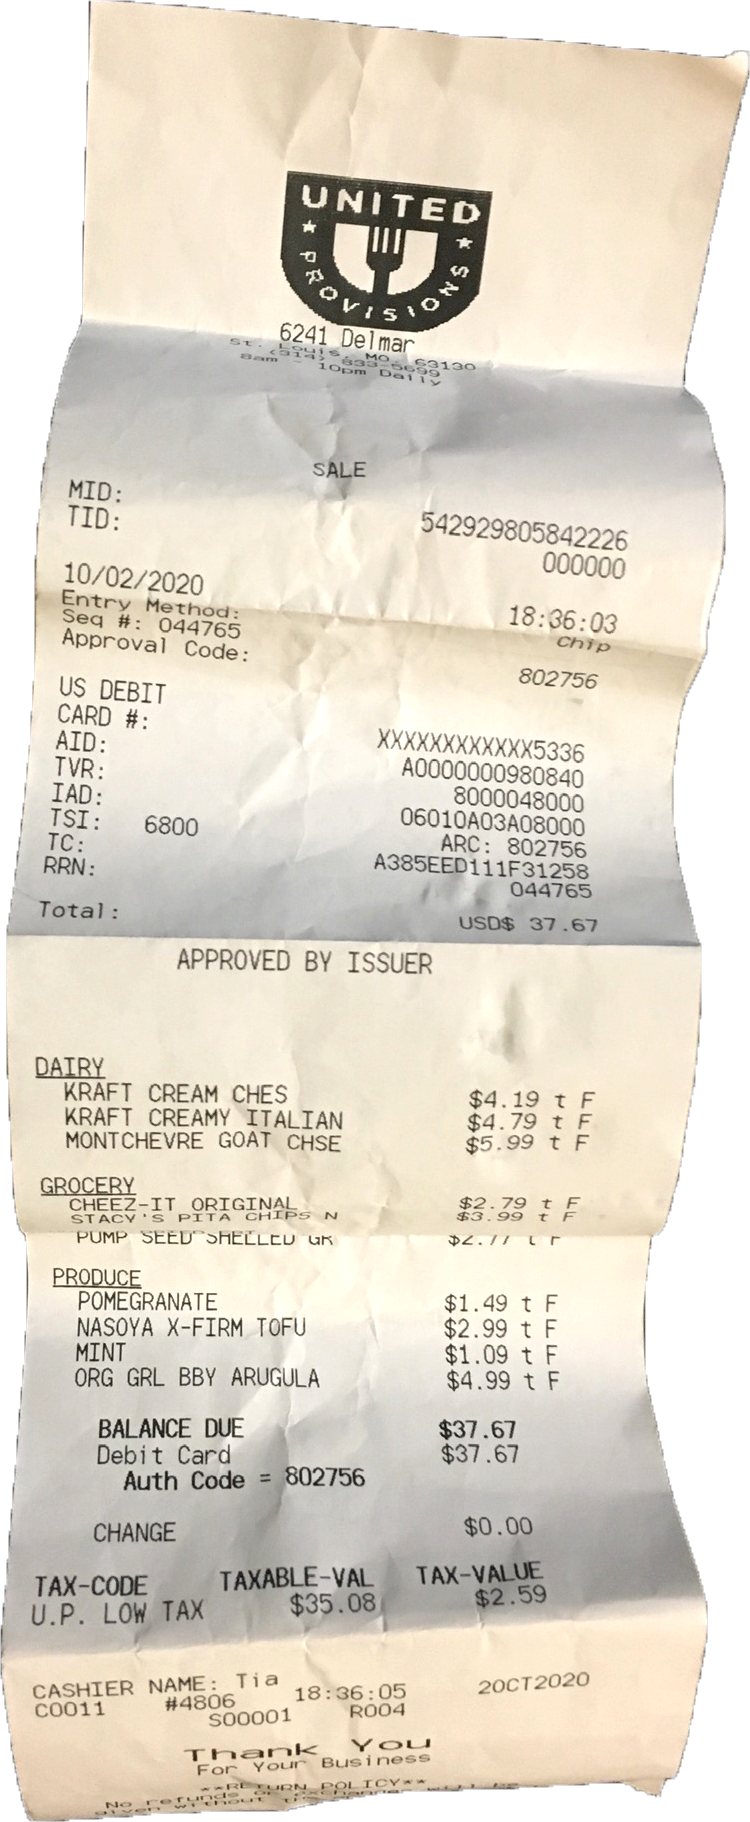 UNITED
PROVISIONS
6241 Delmar
St. Louis, MO, 63130
(314) 833-5699
8am - 10pm Daily
SALE
MID:
542929805842226
TID:
000000
10/02/2020 18:36:03
Entry Method: Chip
Seq #: 044765
Approval Code: 802756
US DEBIT
CARD #: XXXXXXXXXXXX5336
AID: A0000000980840
TVR: 8000048000
IAD: 06010A03A08000
TSI: 6800 ARC: 802756
TC: A385EED111F31258
RRN: 044765
Total: USD$ 37.67
APPROVED BY ISSUER
DAIRY
KRAFT CREAM CHES $4.19 t F
KRAFT CREAMY ITALIAN $4.79 t F
MONTCHEVRE GOAT CHSE $5.99 t F
GROCERY
CHEEZ-IT ORIGINAL $2.79 t F
STACY'S PITA CHIPS N $3.99 t F
PUMP SEED SHELLED GR $2.77 t F
PRODUCE
POMEGRANATE $1.49 t F
NASOYA X-FIRM TOFU $2.99 t F
MINT $1.09 t F
ORG GRL BBY ARUGULA $4.99 t F
BALANCE DUE $37.67
Debit Card $37.67
Auth Code = 802756
CHANGE $0.00
TAX-CODE TAXABLE-VAL TAX-VALUE
U.P. LOW TAX $35.08 $2.59
CASHIER NAME: Tia
C0011 #4806 18:36:05 2OCT2020
S00001 R004
Thank You
For Your Business
**RETURN POLICY**
No refunds or exchanges will be
given without